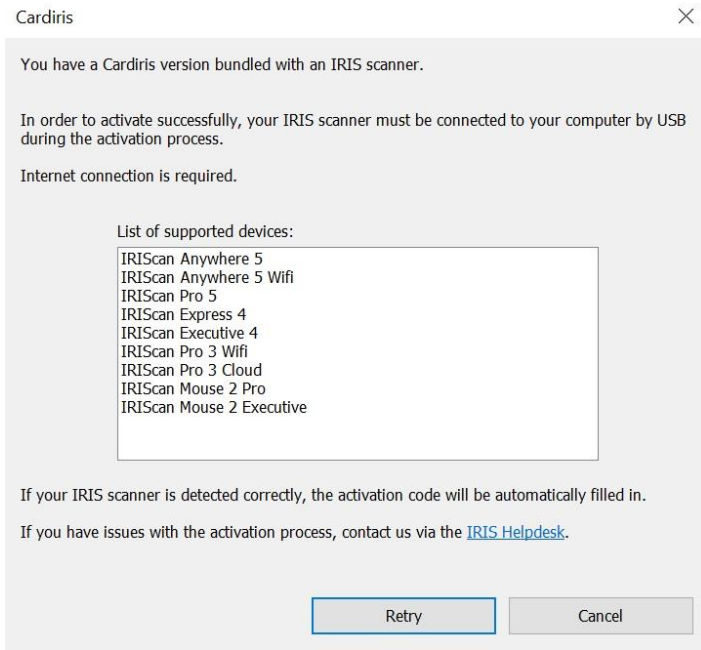 Cardiris
You have a Cardiris version bundled with an IRIS scanner.
In order to activate successfully, your IRIS scanner must be connected to your computer by USB
during the activation process.
Internet connection is required.
List of supported devices:
IRIScan Anywhere 5
IRIScan Anywhere 5 Wifi
IRIScan Pro 5
IRIScan Express 4
IRIScan Executive 4
IRIScan Pro 3 Wifi
IRIScan Pro 3 Cloud
IRIScan Mouse 2 Pro
IRIScan Mouse 2 Executive
If your IRIS scanner is detected correctly, the activation code will be automatically filled in.
If you have issues with the activation process, contact us via the IRIS Helpdesk.
Retry Cancel